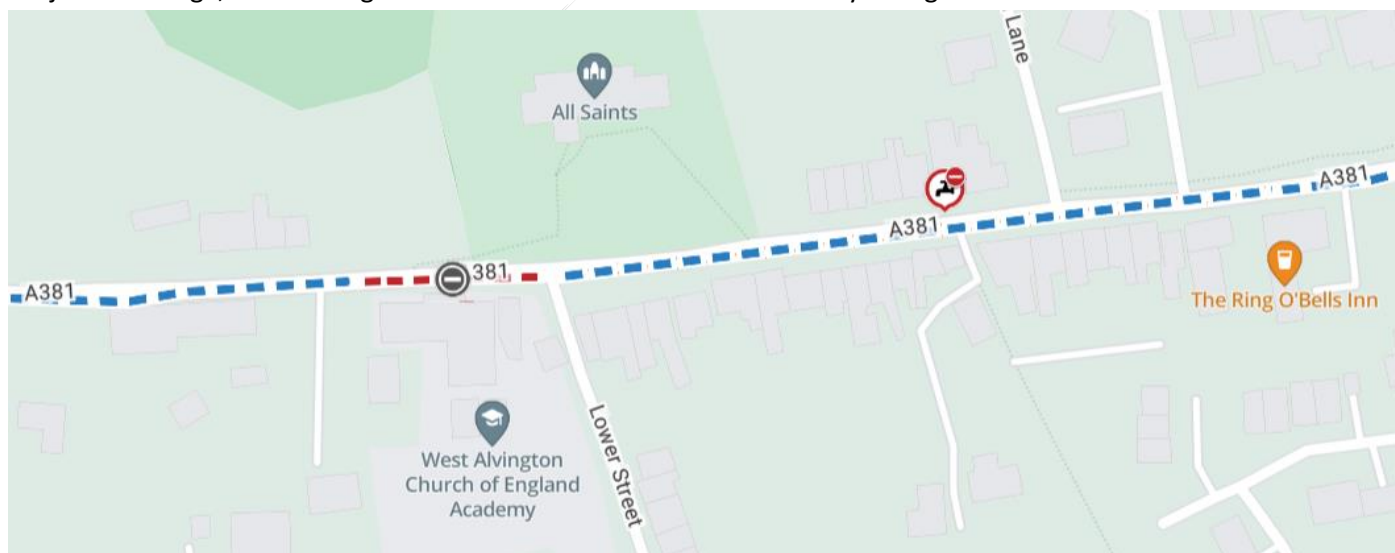 Lane
All Saints
A381
A381
381
A381
The Ring O'Bells Inn
West Alvington
Church of England
Academy
Lower Street